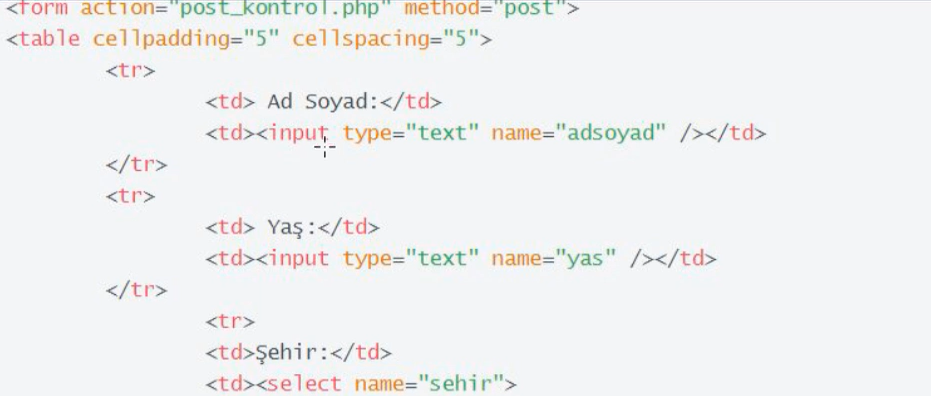 <form action="post_kontrol.php" method="post">
<table cellpadding="5" cellspacing="5">
<tr>
<td> Ad Soyad:</td>
<td><input type="text" name="adsoyad" /></td>
</tr>
<tr>
<td> Yaş:</td>
<td><input type="text" name="yas" /></td>
</tr>
<tr>
<td>Şehir:</td>
<td><select name="sehir">